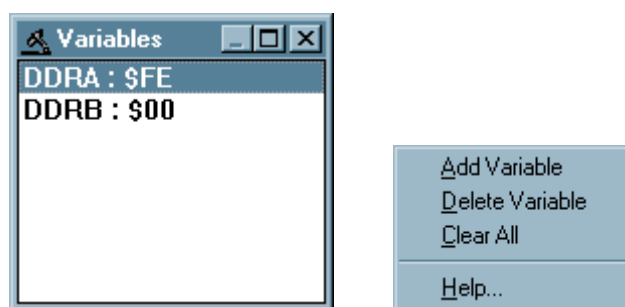 Variables
DDRA : $FE
DDRB : $00
Add Variable
Delete Variable
Clear All
Help...